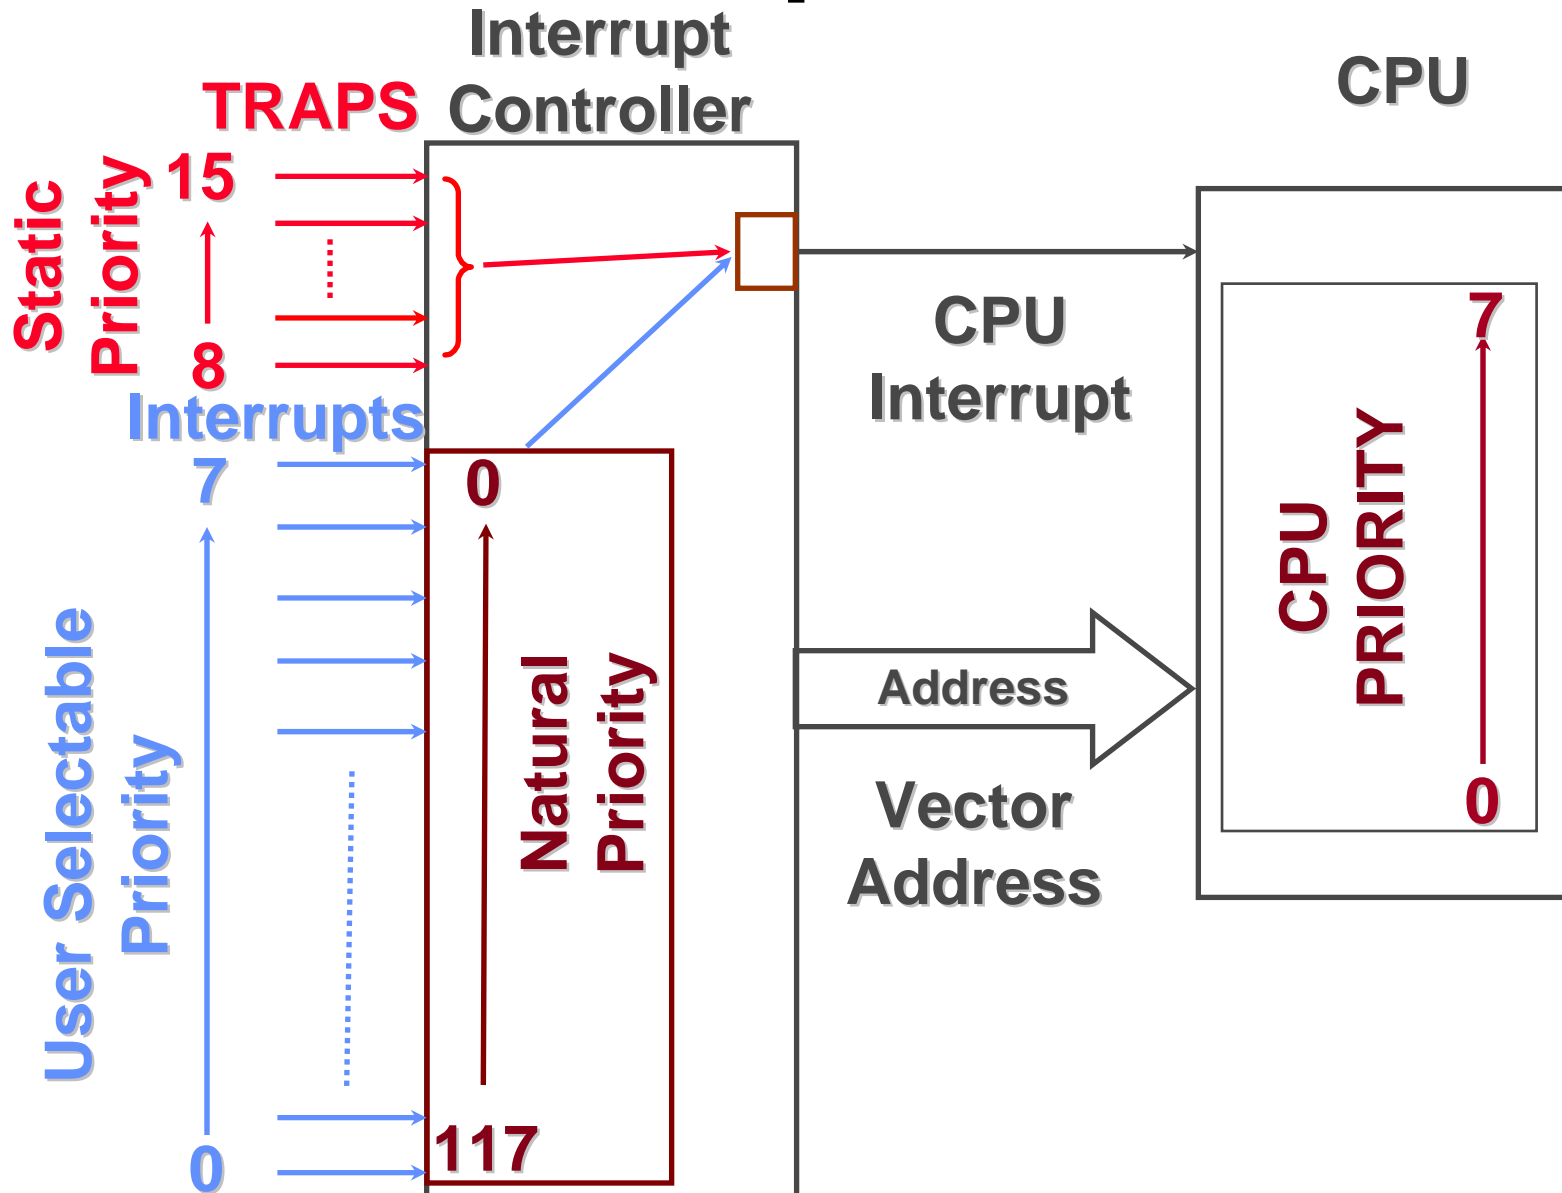 Interrupt
Controller
CPU
TRAPS
Static
Priority
15
8
Interrupts
7
User Selectable
Priority
0
0
Natural
Priority
117
CPU
Interrupt
Address
Vector
Address
7
CPU
PRIORITY
0